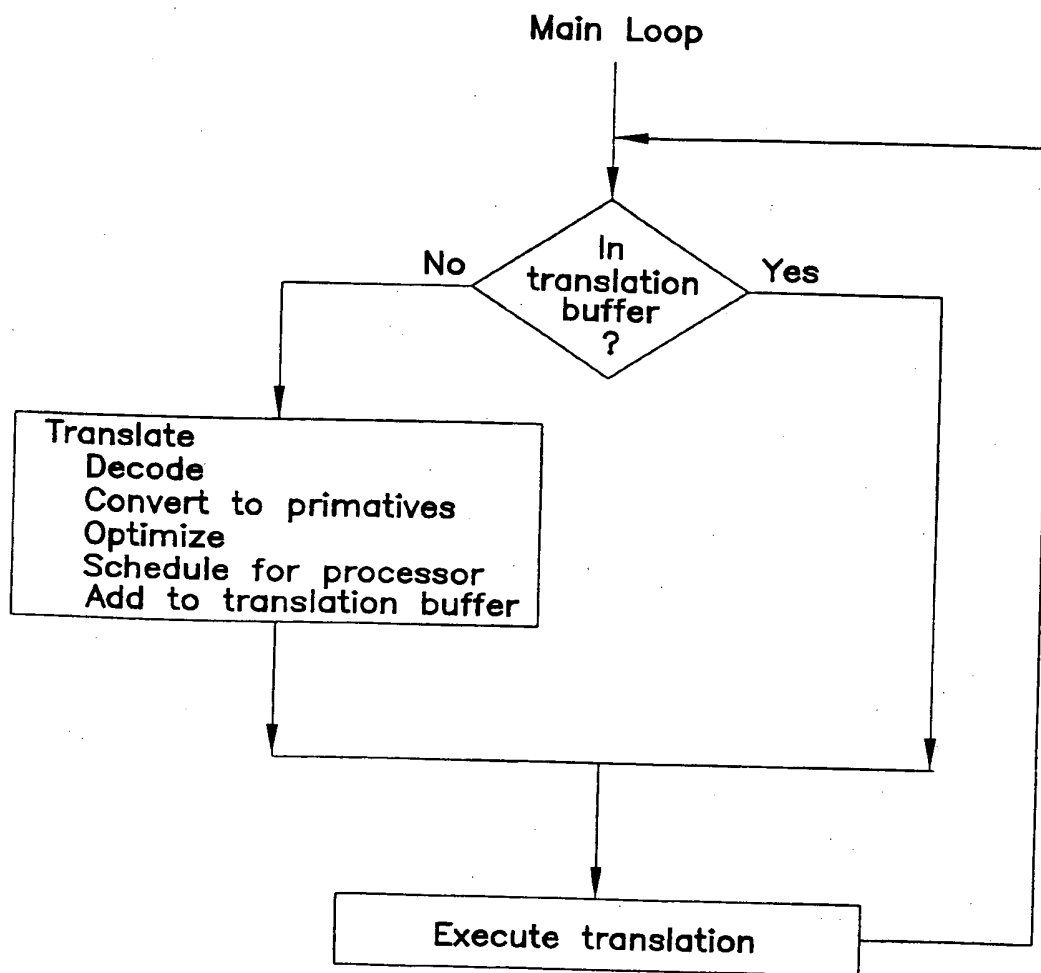 Main Loop
In
translation
buffer
?
No
Yes
Translate
Decode
Convert to primatives
Optimize
Schedule for processor
Add to translation buffer
Execute translation